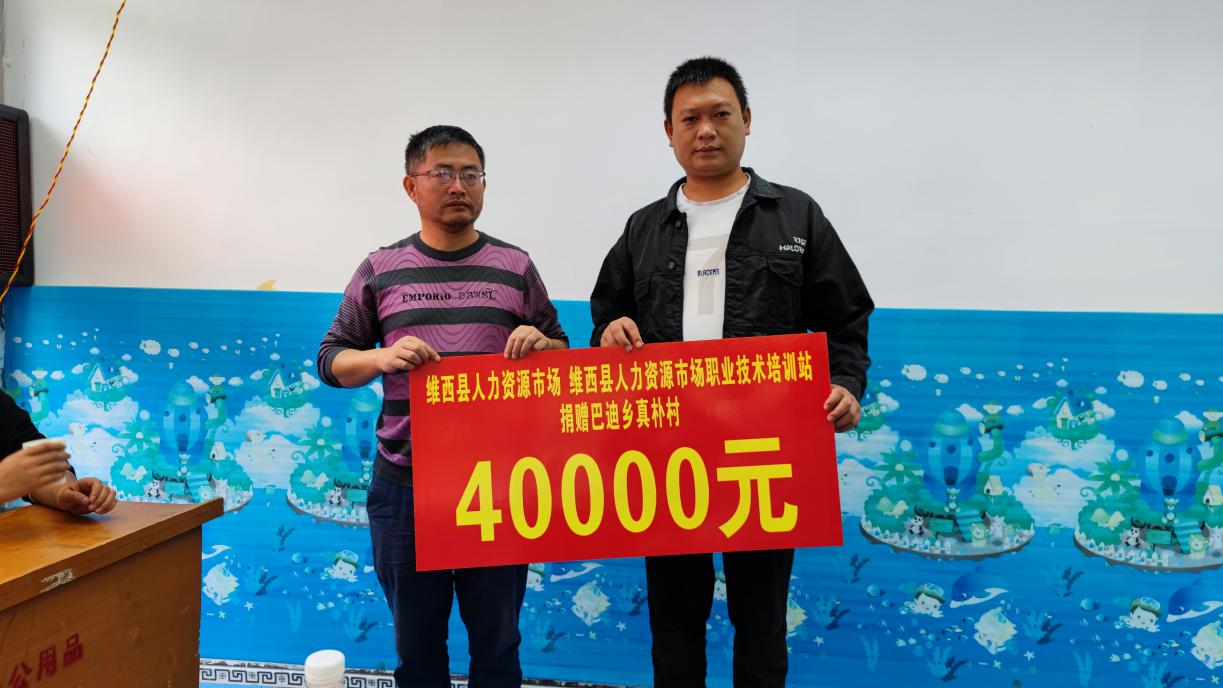 维西县人力资源市场 维西县人力资源市场职业技术培训站
捐赠巴迪乡真朴村
40000元
EMPORIO
BLACKMS
公用品